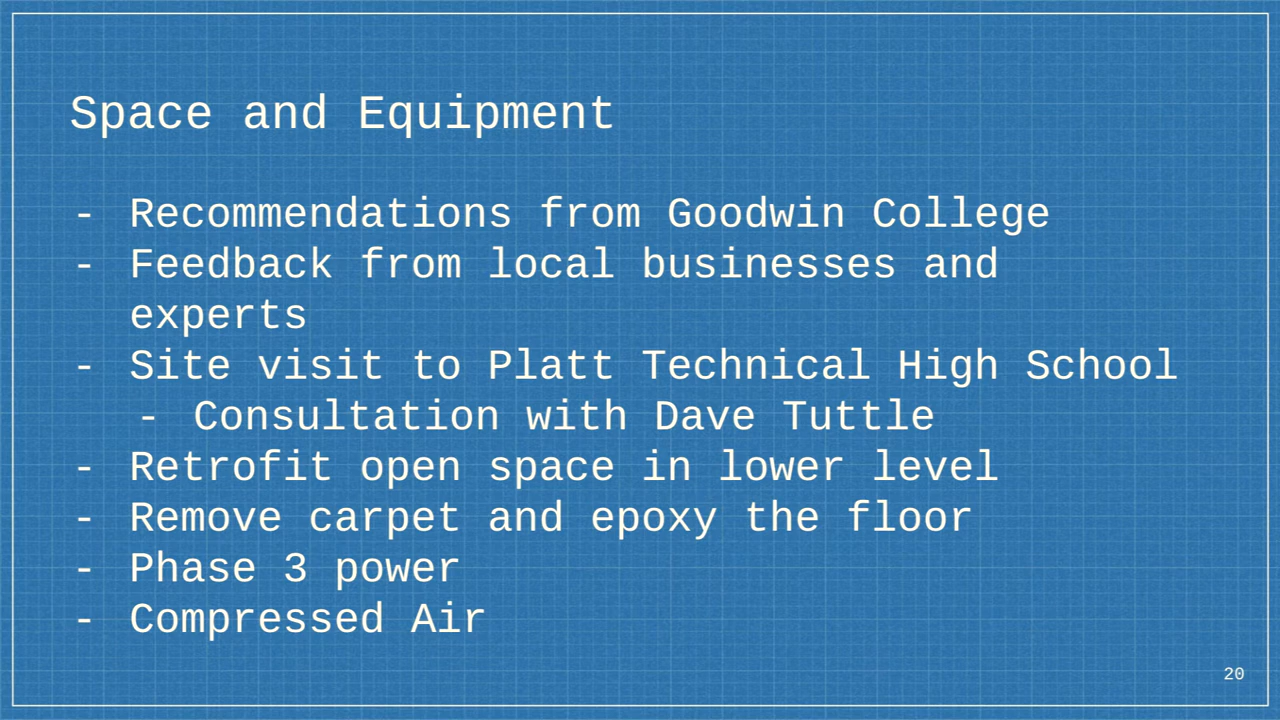 Space and Equipment
- Recommendations from Goodwin College
- Feedback from local businesses and
experts
- Site visit to Platt Technical High School
- Consultation with Dave Tuttle
- Retrofit open space in lower level
- Remove carpet and epoxy the floor
- Phase 3 power
- Compressed Air
20